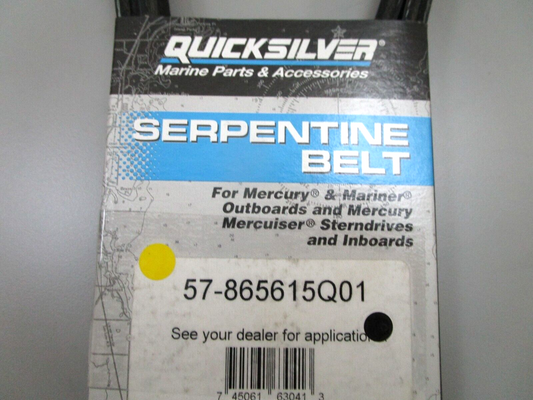 QUICKSILVER®
Marine Parts & Accessories
SERPENTINE
BELT
For Mercury® & Mariner®
Outboards and Mercury
Mercuiser® Sterndrives
and Inboards
57-865615Q01
See your dealer for application
7 45061 63041 3